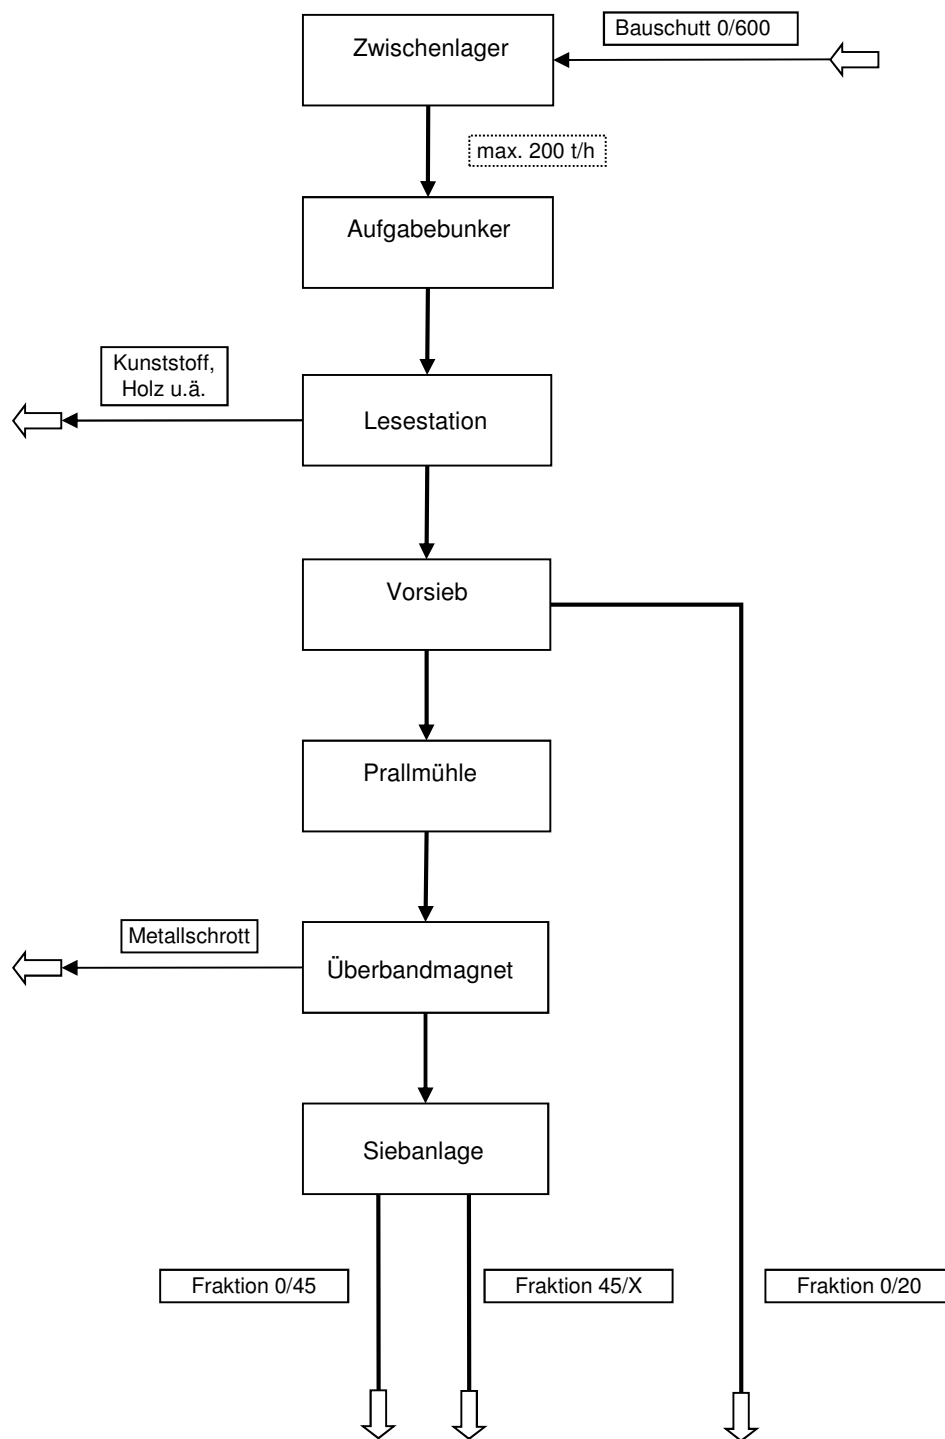 Zwischenlager
Bauschutt 0/600
max. 200 t/h
Aufgabebunker
Kunststoff,
Holz u.ä.
Lesestation
Vorsieb
Prallmühle
Metallschrott
Überbandmagnet
Siebanlage
Fraktion 0/45
Fraktion 45/X
Fraktion 0/20